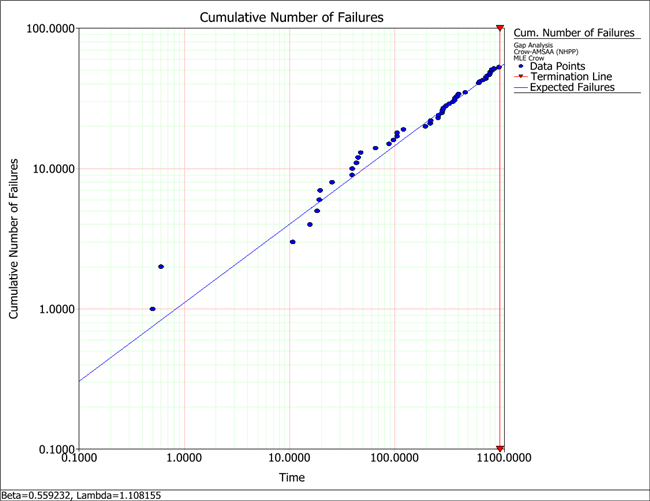 Cumulative Number of Failures
Cum. Number of Failures
Gap Analysis
Crow-AMSAA (NHPP)
MLE Crow
Data Points
Termination Line
Expected Failures
Cumulative Number of Failures
100.0000
10.0000
1.0000
0.1000
0.1000 1.0000 10.0000 100.0000 1100.0000
Time
Beta=0.559232, Lambda=1.108155